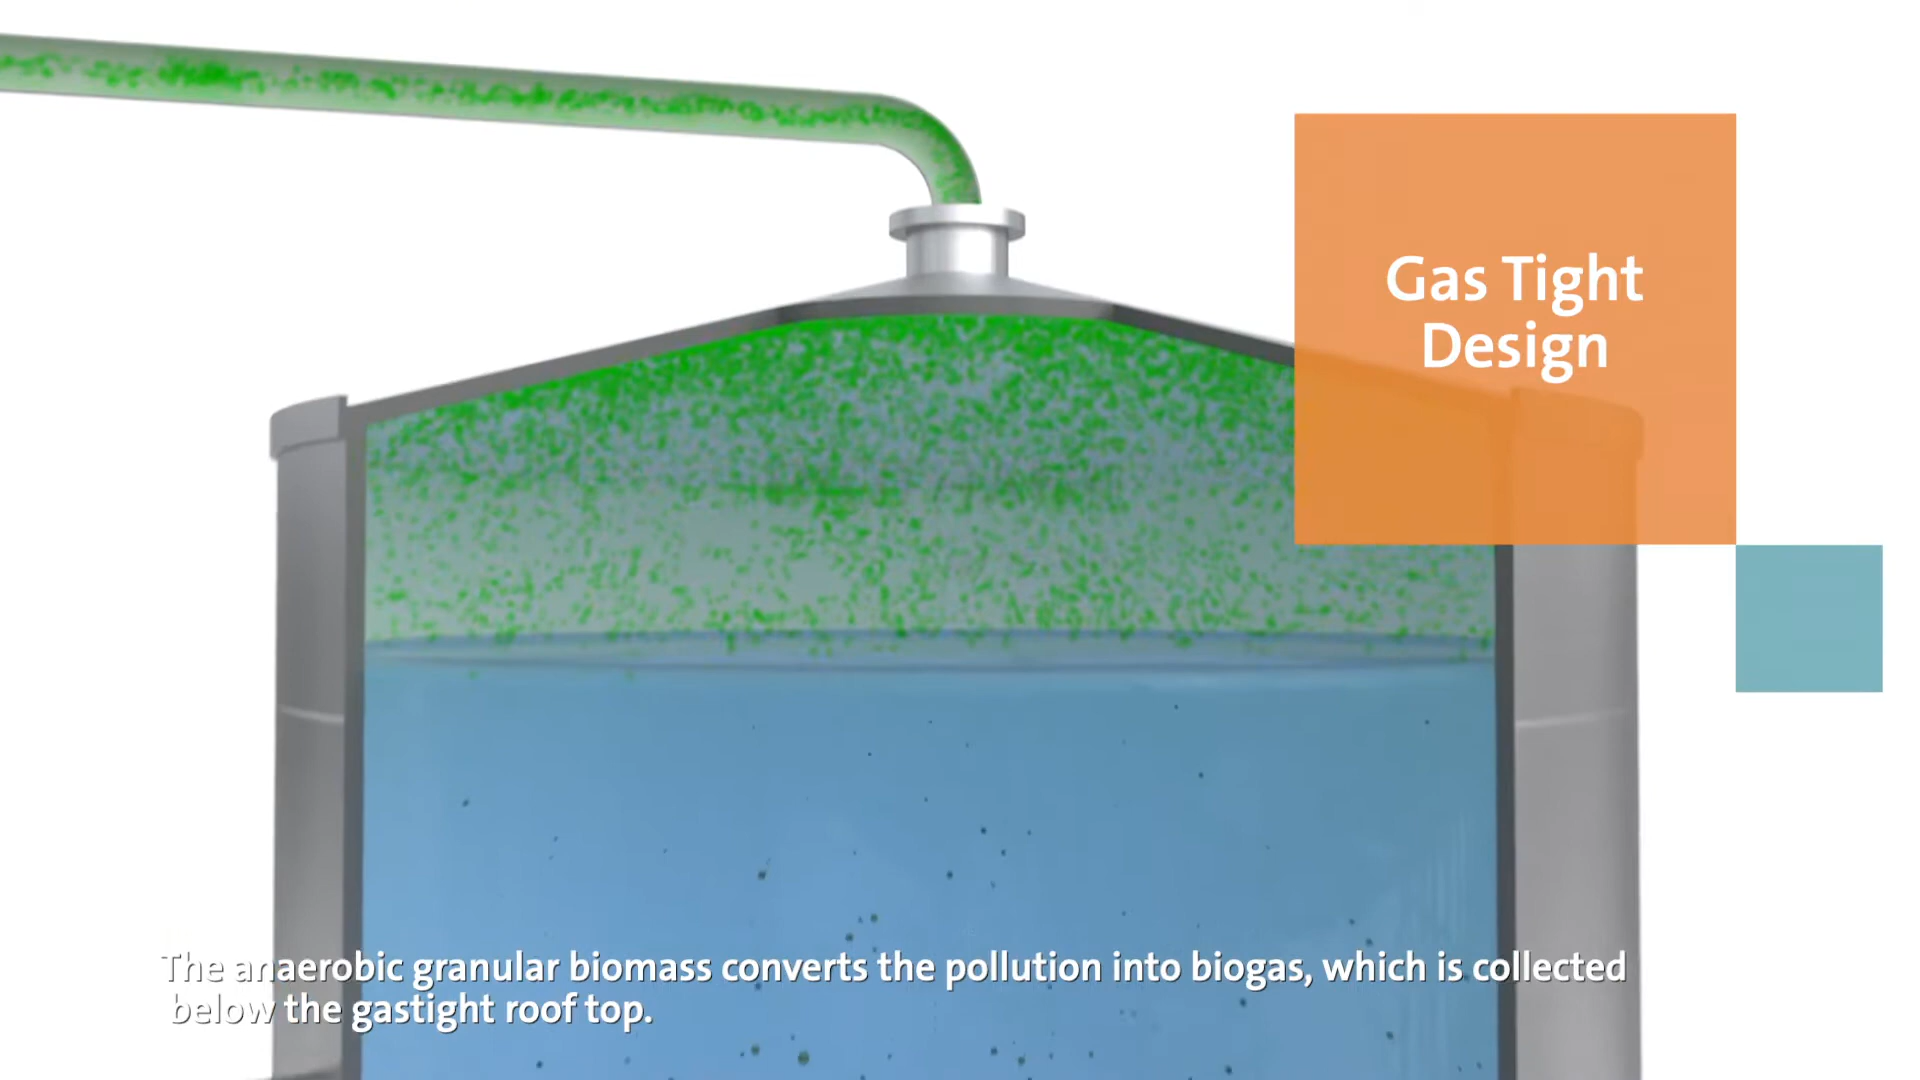 Gas Tight
Design
The anaerobic granular biomass converts the pollution into biogas, which is collected
below the gastight roof top.